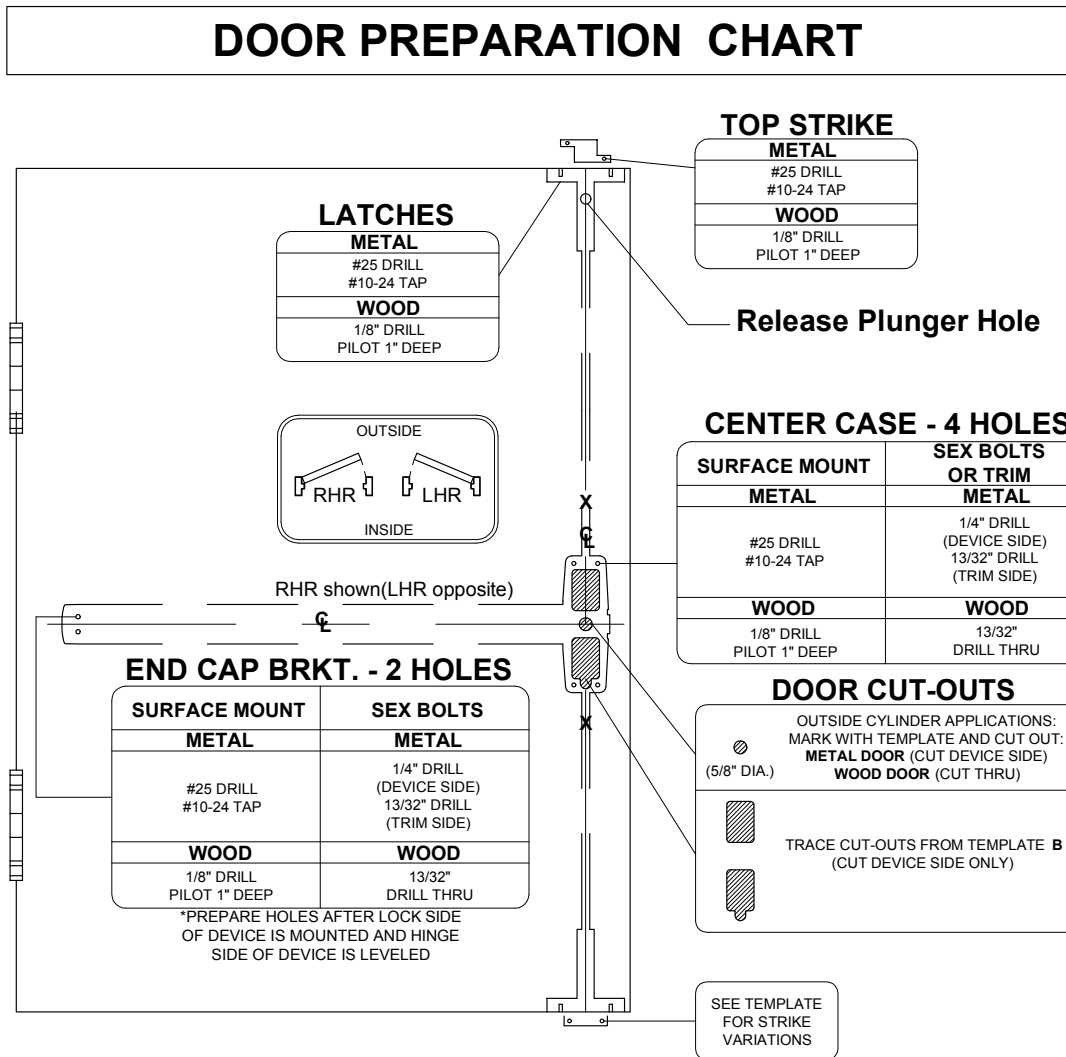 DOOR PREPARATION CHART
TOP STRIKE
METAL
#25 DRILL
#10-24 TAP
WOOD
1/8" DRILL
PILOT 1" DEEP
LATCHES
METAL
#25 DRILL
#10-24 TAP
WOOD
1/8" DRILL
PILOT 1" DEEP
Release Plunger Hole
OUTSIDE
RHR LHR
INSIDE
RHR shown(LHR opposite)
X
CL
CL
X
CENTER CASE - 4 HOLES
SURFACE MOUNT
METAL
#25 DRILL
#10-24 TAP
WOOD
1/8" DRILL
PILOT 1" DEEP
SEX BOLTS
OR TRIM
METAL
1/4" DRILL
(DEVICE SIDE)
13/32" DRILL
(TRIM SIDE)
WOOD
13/32"
DRILL THRU
END CAP BRKT. - 2 HOLES
SURFACE MOUNT
METAL
#25 DRILL
#10-24 TAP
WOOD
1/8" DRILL
PILOT 1" DEEP
SEX BOLTS
METAL
1/4" DRILL
(DEVICE SIDE)
13/32" DRILL
(TRIM SIDE)
WOOD
13/32"
DRILL THRU
*PREPARE HOLES AFTER LOCK SIDE
OF DEVICE IS MOUNTED AND HINGE
SIDE OF DEVICE IS LEVELED
DOOR CUT-OUTS
(5/8" DIA.)
OUTSIDE CYLINDER APPLICATIONS:
MARK WITH TEMPLATE AND CUT OUT:
METAL DOOR (CUT DEVICE SIDE)
WOOD DOOR (CUT THRU)
TRACE CUT-OUTS FROM TEMPLATE B
(CUT DEVICE SIDE ONLY)
SEE TEMPLATE
FOR STRIKE
VARIATIONS